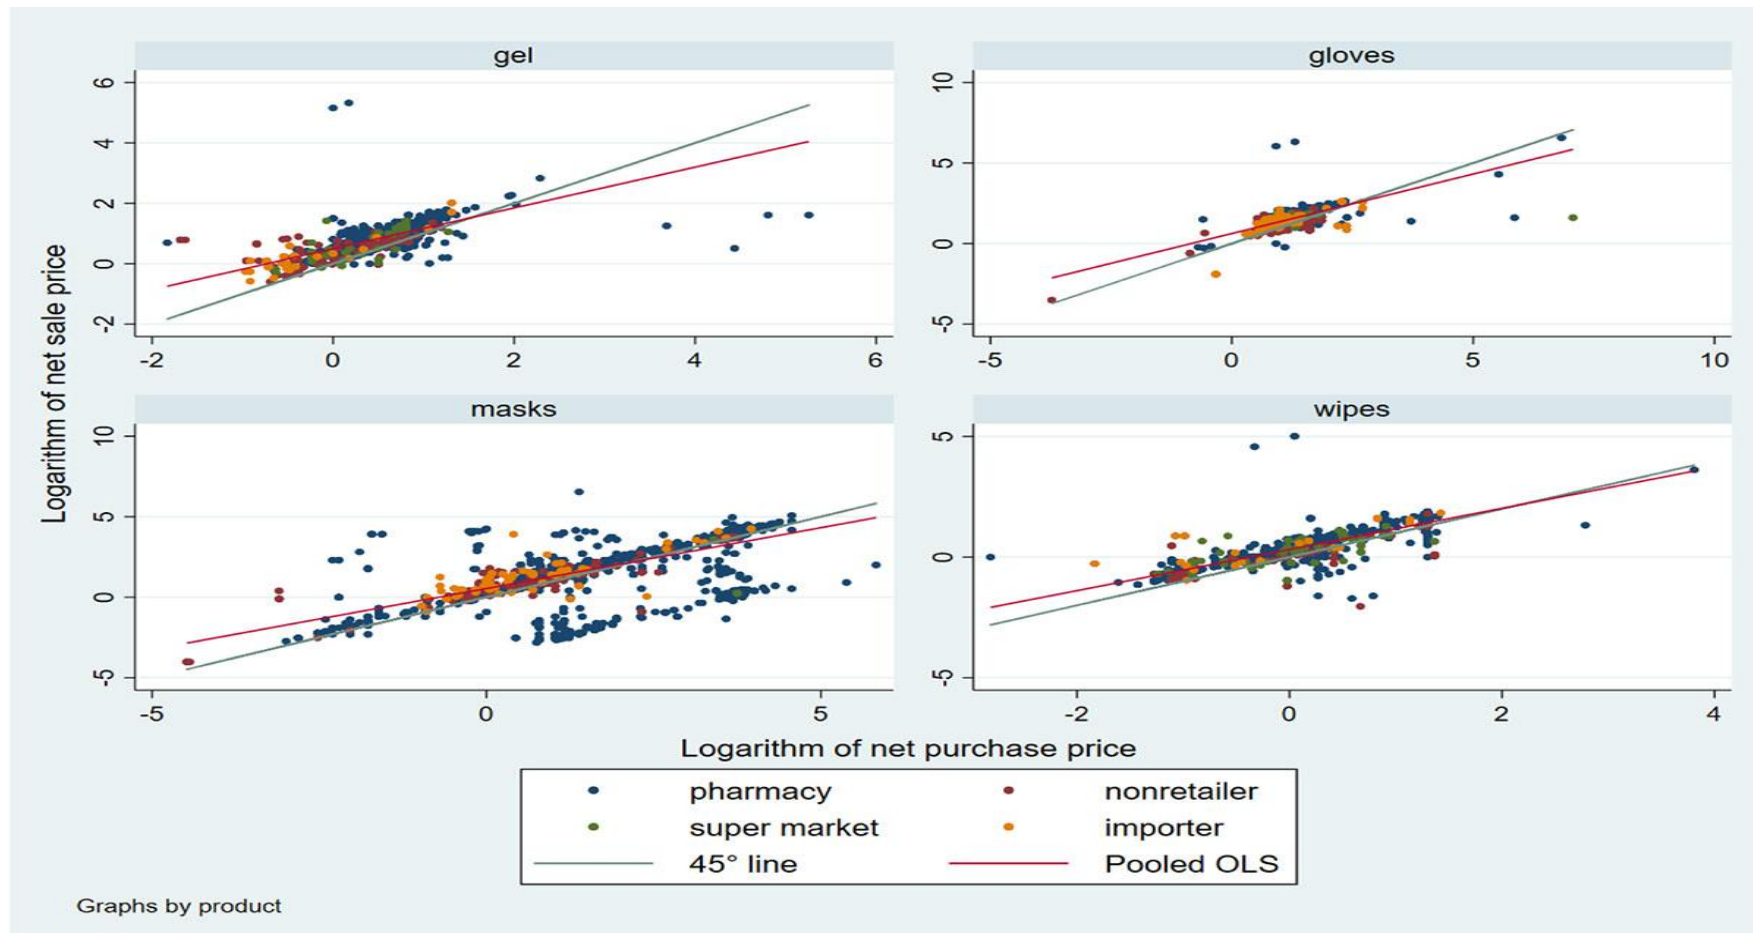 gel
gloves
6
4
2
0
-2
-2 0 2 4 6
10
5
0
-5
-5 0 5 10
masks
wipes
10
5
0
-5
-5 0 5
5
0
-5
-2 0 2 4
Logarithm of net sale price
Logarithm of net purchase price
pharmacy nonretailer
super market importer
45° line Pooled OLS
Graphs by product